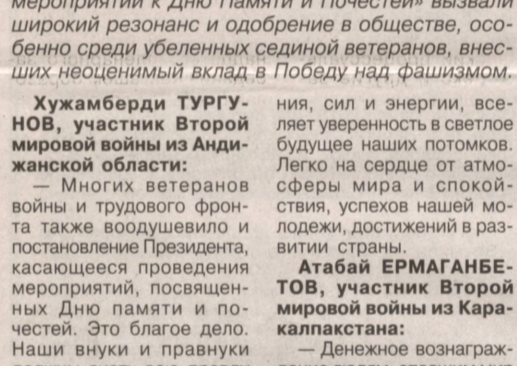 мероприятий к Дню Памяти и Почестей» вызвали
широкий резонанс и одобрение в обществе, осо-
бенно среди убеленных сединой ветеранов, внес-
ших неоценимый вклад в Победу над фашизмом.
Хужамберди ТУРГУ-
НОВ, участник Второй
мировой войны из Анди-
жанской области:
— Многих ветеранов
войны и трудового фрон-
та также воодушевило и
постановление Президента,
касающееся проведения
мероприятий, посвящен-
ных Дню памяти и по-
честей. Это благое дело.
Наши внуки и правнуки
ния, сил и энергии, все-
ляет уверенность в светлое
будущее наших потомков.
Легко на сердце от атмо-
сферы мира и спокой-
ствия, успехов нашей мо-
лодежи, достижений в раз-
витии страны.
Атабай ЕРМАГАНБЕ-
ТОВ, участник Второй
мировой войны из Кара-
калпакстана:
— Денежное вознаграж-